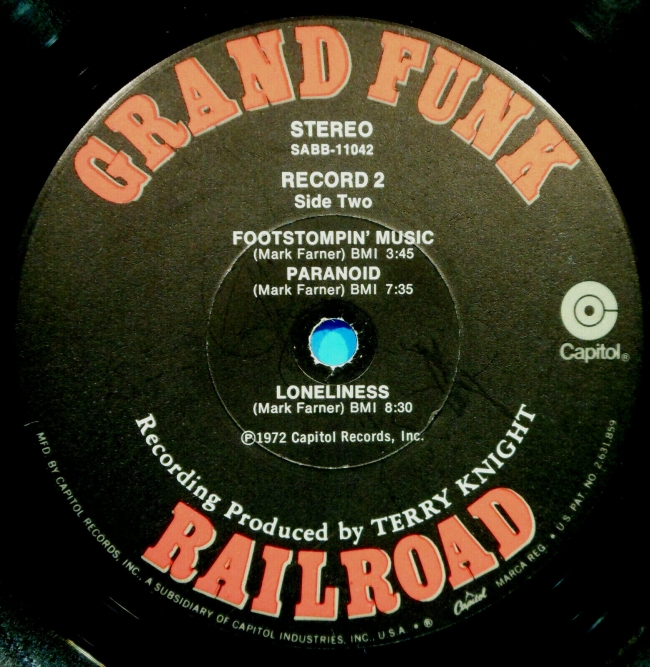 GRAND FUNK
STEREO
SABB-11042
RECORD 2
Side Two
FOOTSTOMPIN' MUSIC
(Mark Farner) BMI 3:45
PARANOID
(Mark Farner) BMI 7:35
Capitol®
LONELINESS
(Mark Farner) BMI 8:30
Ⓟ1972 Capitol Records, Inc.
Recording Produced by TERRY KNIGHT
RAILROAD
MFD. BY CAPITOL RECORDS, INC., A SUBSIDIARY OF CAPITOL INDUSTRIES, INC., U.S.A. • ® Capitol MARCA REG. • U.S. PAT. NO. 2,631,859